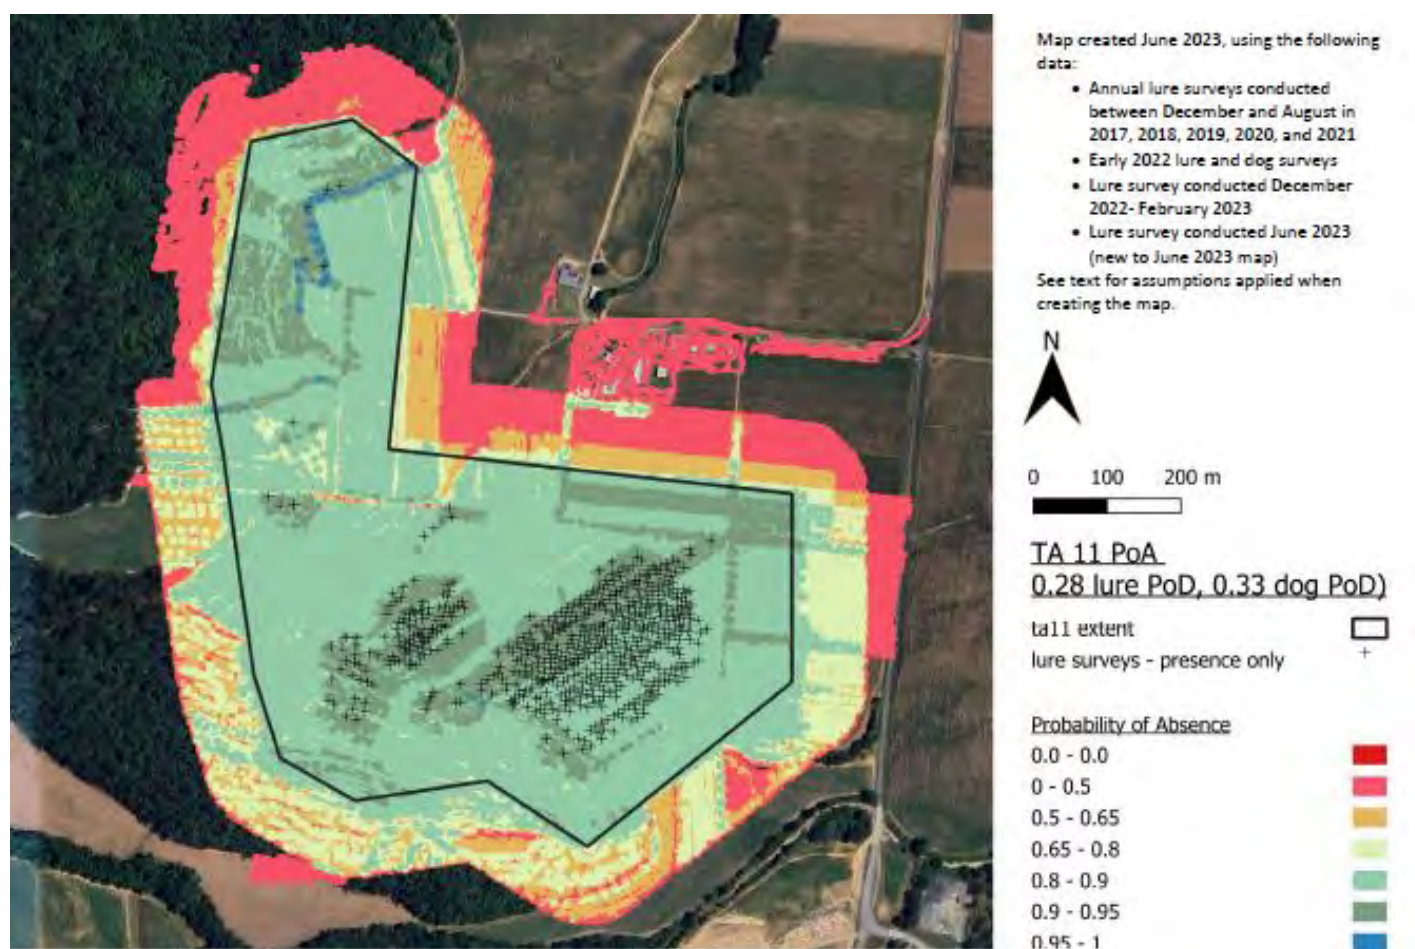 Map created June 2023, using the following
data:
• Annual lure surveys conducted
between December and August in
2017, 2018, 2019, 2020, and 2021
• Early 2022 lure and dog surveys
• Lure survey conducted December
2022- February 2023
• Lure survey conducted June 2023
(new to June 2023 map)
See text for assumptions applied when
creating the map.
N
0 100 200 m
TA 11 PoA
0.28 lure PoD, 0.33 dog PoD)
ta11 extent
lure surveys - presence only
Probability of Absence
0.0 - 0.0
0 - 0.5
0.5 - 0.65
0.65 - 0.8
0.8 - 0.9
0.9 - 0.95
0.95 - 1